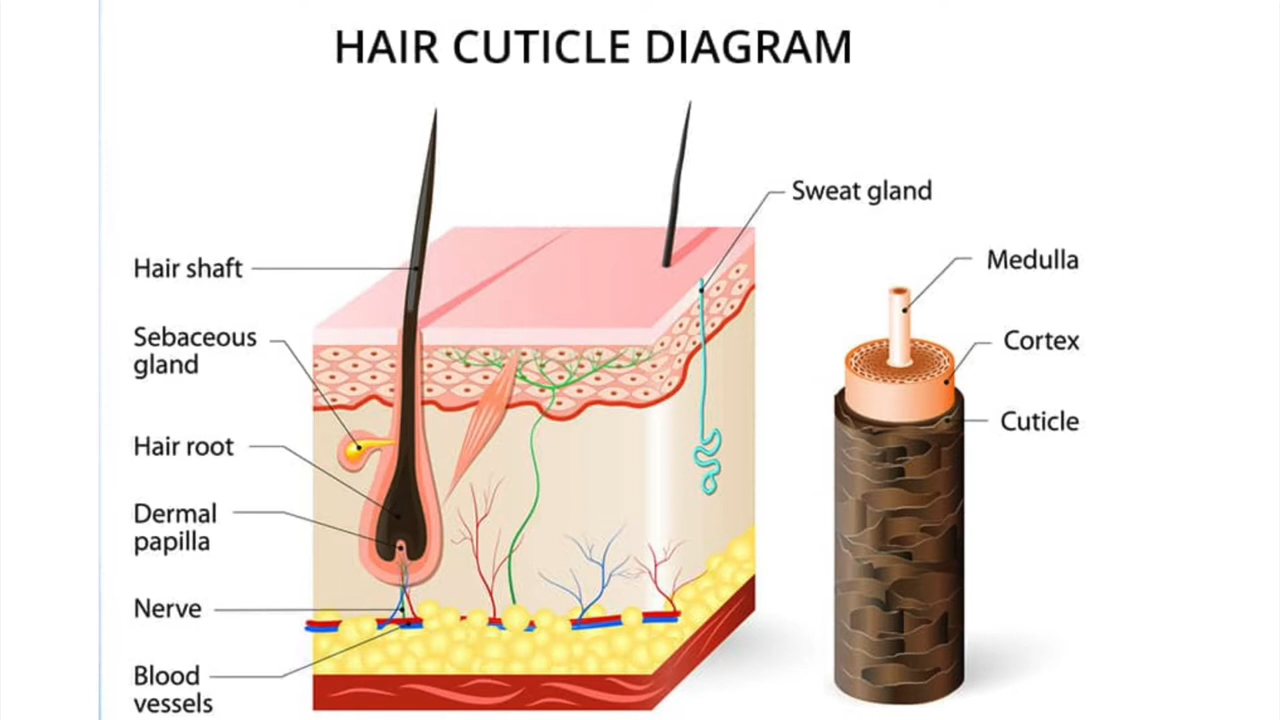 HAIR CUTICLE DIAGRAM
Sweat gland
Hair shaft
Medulla
Sebaceous
gland
Cortex
Cuticle
Hair root
Dermal
papilla
Nerve
Blood
vessels